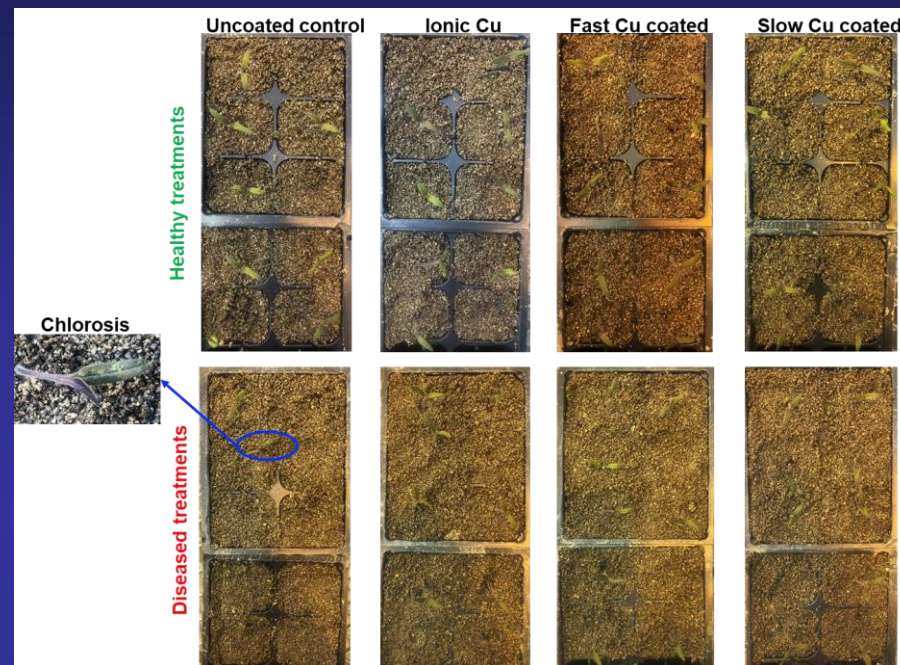 Uncoated control
Ionic Cu
Fast Cu coated
Slow Cu coated
Healthy treatments
Chlorosis
Diseased treatments